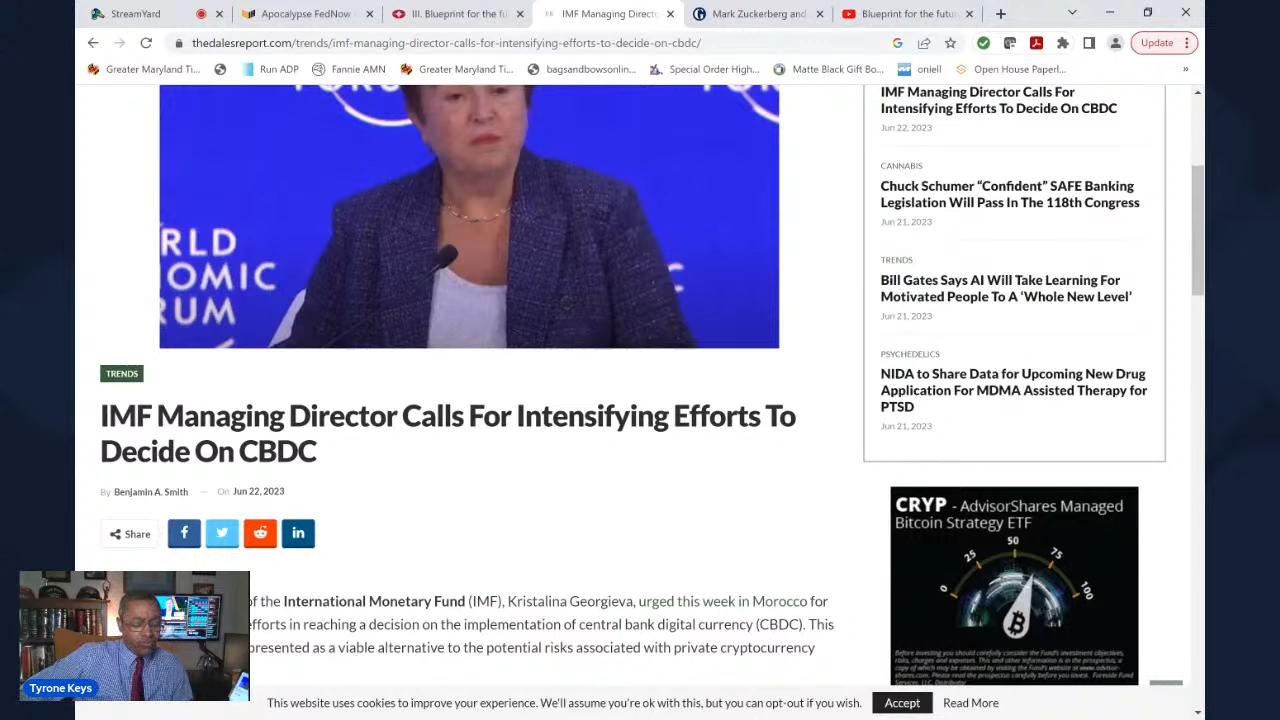 StreamYard
Apocalypse FedNow
III. Blueprint for the fu
IMF Managing Directo
Mark Zuckerberg and
Blueprint for the futur
thedalesreport.com
anaging-director-calls-for-intensifying-efforts-to-decide-on-cbdc/
Update
Greater Maryland Ti...
Run ADP
Fannie AMN
Greater Maryland Ti...
bagsandbowsonlin...
Special Order High...
Matte Black Gift Bo...
oniell
Open House Paperl...
»
RLD
ONOMIC
FORUM
TRENDS
IMF Managing Director Calls For Intensifying Efforts To
Decide On CBDC
By Benjamin A. Smith — On Jun 22, 2023
Share
of the International Monetary Fund (IMF), Kristalina Georgieva, urged this week in Morocco for
efforts in reaching a decision on the implementation of central bank digital currency (CBDC). This
presented as a viable alternative to the potential risks associated with private cryptocurrency
IMF Managing Director Calls For
Intensifying Efforts To Decide On CBDC
Jun 22, 2023
CANNABIS
Chuck Schumer “Confident” SAFE Banking
Legislation Will Pass In The 118th Congress
Jun 21, 2023
TRENDS
Bill Gates Says AI Will Take Learning For
Motivated People To A ‘Whole New Level’
Jun 21, 2023
PSYCHEDELICS
NIDA to Share Data for Upcoming New Drug
Application For MDMA Assisted Therapy for
PTSD
Jun 21, 2023
CRYP - AdvisorShares Managed
Bitcoin Strategy ETF
0
25
50
75
100
Before investing you should carefully consider the Fund's investment objectives,
risks, charges and expenses. This and other information is in the prospectus, a
copy of which may be obtained by visiting the Fund's website at www.advisor-
shares.com. Please read the prospectus carefully before you invest. Foreside Fund
Services, LLC, Distributor
Tyrone Keys
This website uses cookies to improve your experience. We'll assume you're ok with this, but you can opt-out if you wish.
Accept
Read More